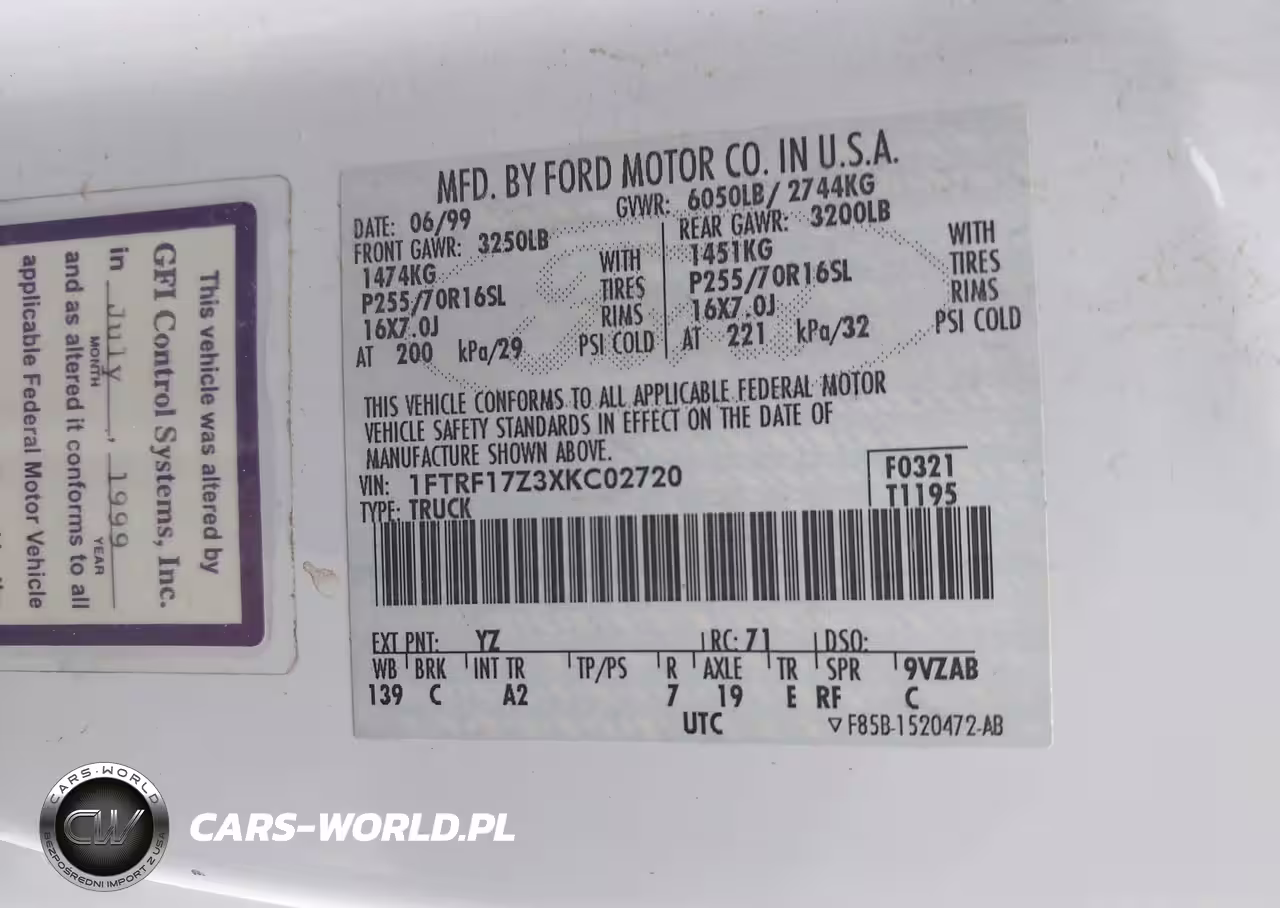 This vehicle was altered by
GFI Control Systems, Inc.
in July, 1999
MONTH YEAR
and as altered it conforms to all
applicable Federal Motor Vehicle
MFD. BY FORD MOTOR CO. IN U.S.A.
DATE: 06/99 GVWR: 6050LB/ 2744KG
FRONT GAWR: 3250LB REAR GAWR: 3200LB
1474KG WITH 1451KG WITH
P255/70R16SL TIRES P255/70R16SL TIRES
16X7.0J RIMS 16X7.0J RIMS
AT 200 kPa/29 PSI COLD AT 221 kPa/32 PSI COLD
THIS VEHICLE CONFORMS TO ALL APPLICABLE FEDERAL MOTOR
VEHICLE SAFETY STANDARDS IN EFFECT ON THE DATE OF
MANUFACTURE SHOWN ABOVE.
VIN: 1FTRF17Z3XKC02720 F0321
TYPE: TRUCK T1195
EXT PNT: YZ RC: 71 DSO:
WB BRK INT TR TP/PS R AXLE TR SPR 9VZAB
139 C A2 7 19 E RF C
UTC F85B-1520472-AB
CARS-WORLD
CW
BEZPOŚREDNI IMPORT Z USA
CARS-WORLD.PL